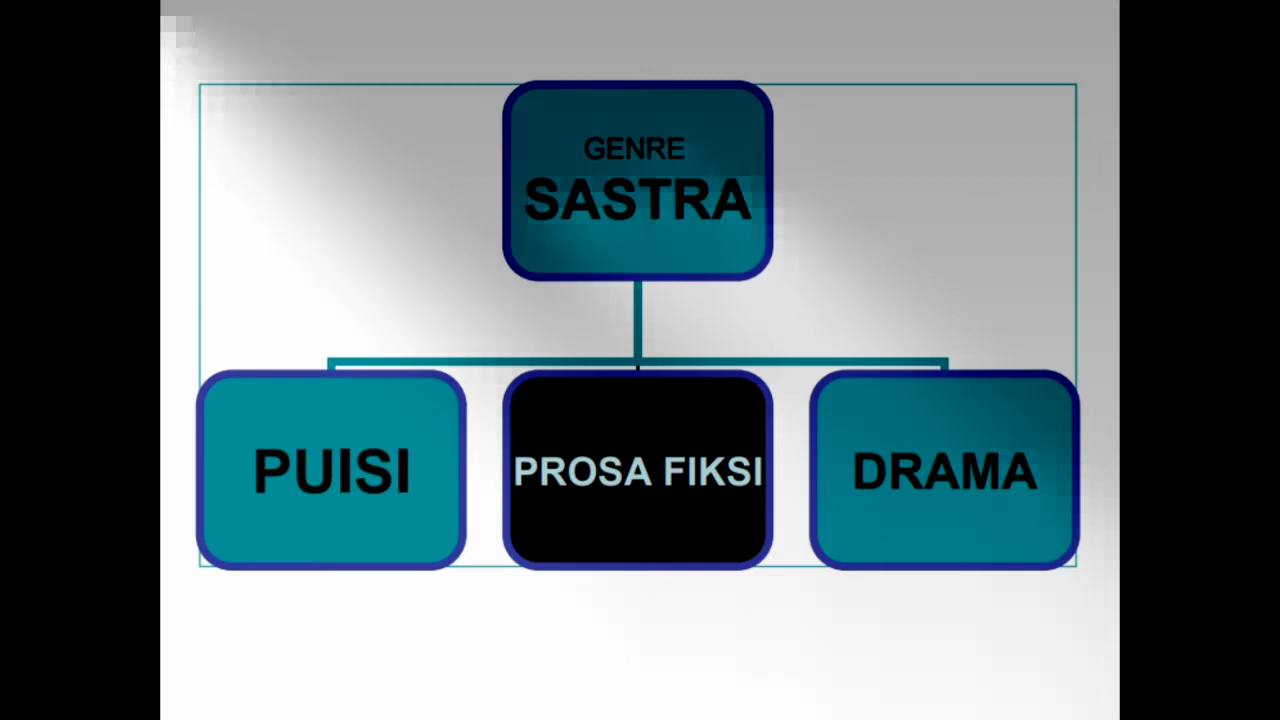 GENRE
SASTRA
PUISI
PROSA FIKSI
DRAMA